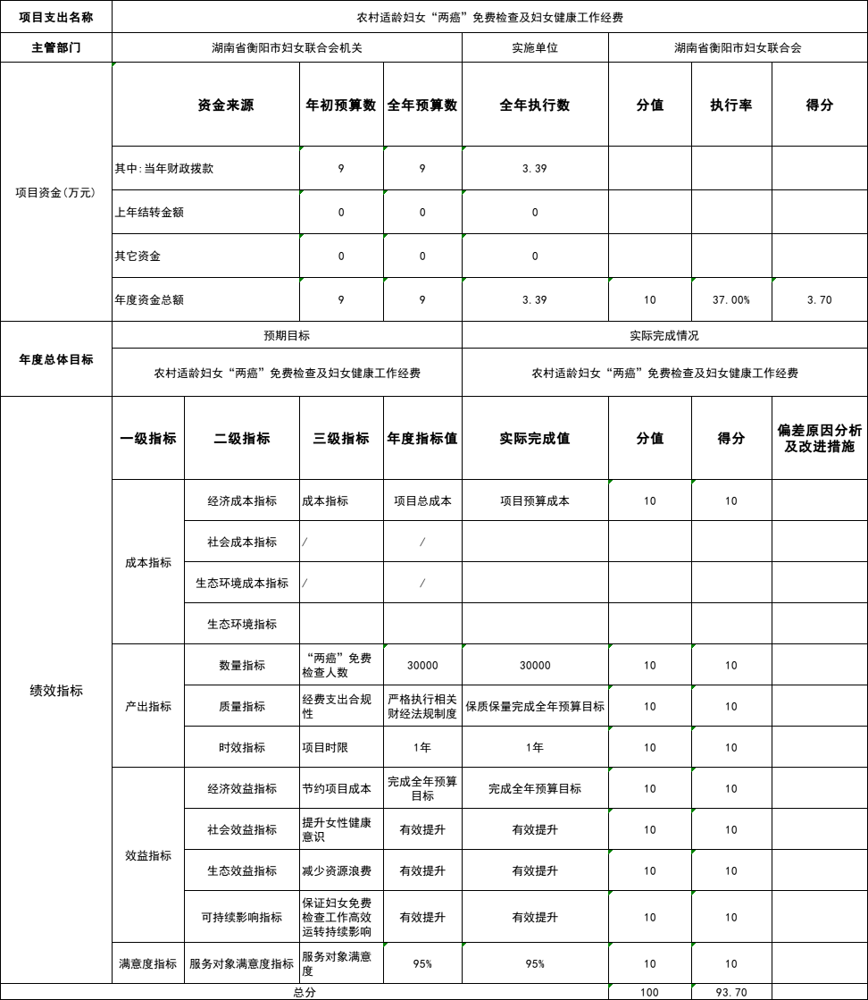 项目支出名称 农村适龄妇女“两癌”免费检查及妇女健康工作经费
主管部门 湖南省衡阳市妇女联合会机关 实施单位 湖南省衡阳市妇女联合会
项目资金(万元) 资金来源 年初预算数 全年预算数 全年执行数 分值 执行率 得分
其中:当年财政拨款 9 9 3.39
上年结转金额 0 0 0
其它资金 0 0 0
年度资金总额 9 9 3.39 10 37.00% 3.70
年度总体目标 预期目标 实际完成情况
农村适龄妇女“两癌”免费检查及妇女健康工作经费 农村适龄妇女“两癌”免费检查及妇女健康工作经费
绩效指标 一级指标 二级指标 三级指标 年度指标值 实际完成值 分值 得分 偏差原因分析
及改进措施
成本指标 经济成本指标 成本指标 项目总成本 项目预算成本 10 10
社会成本指标 / /
生态环境成本指标 / /
生态环境指标
产出指标 数量指标 “两癌”免费
检查人数 30000 30000 10 10
质量指标 经费支出合规
性 严格执行相关
财经法规制度 保质保量完成全年预算目标 10 10
时效指标 项目时限 1年 1年 10 10
效益指标 经济效益指标 节约项目成本 完成全年预算
目标 完成全年预算目标 10 10
社会效益指标 提升女性健康
意识 有效提升 有效提升 10 10
生态效益指标 减少资源浪费 有效提升 有效提升 10 10
可持续影响指标 保证妇女免费
检查工作高效
运转持续影响 有效提升 有效提升 10 10
满意度指标 服务对象满意度指标 服务对象满意
度 95% 95% 10 10
总分 100 93.70